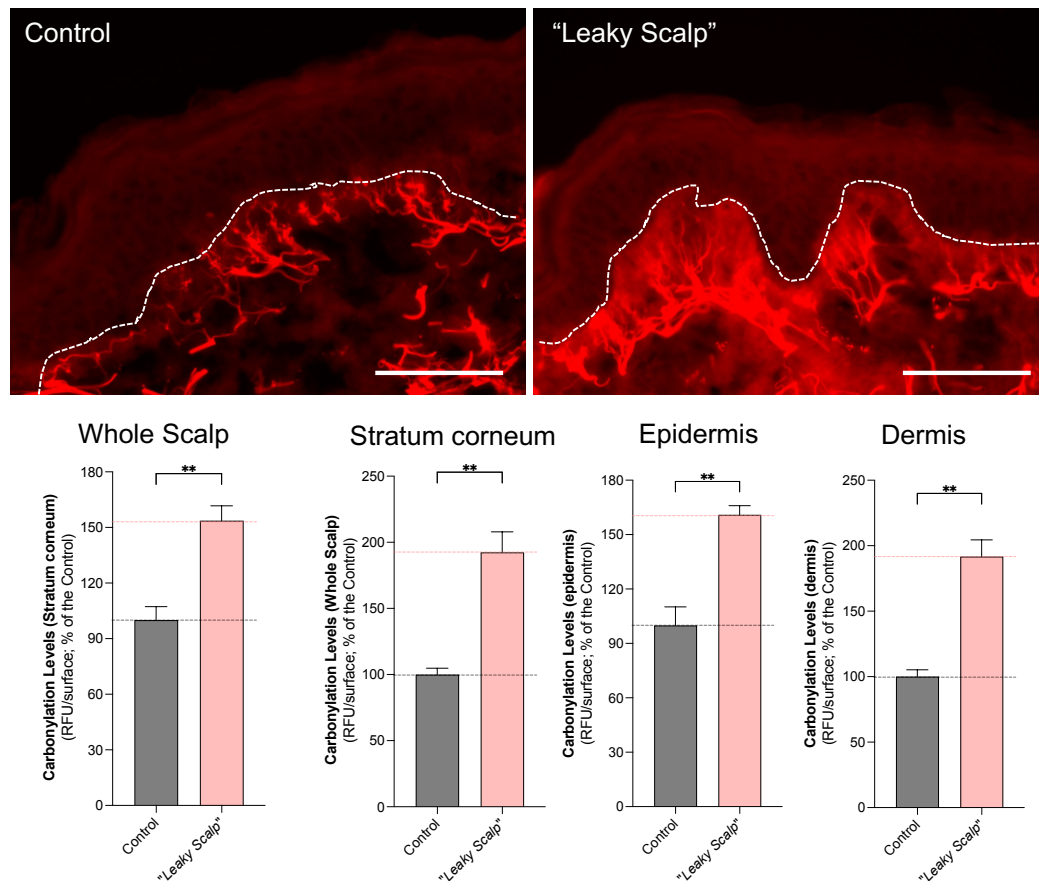 Control
“Leaky Scalp”
Whole Scalp
Stratum corneum
Epidermis
Dermis
Carbonylation Levels (Stratum corneum)
(RFU/surface; % of the Control)
180
150
120
90
60
30
0
**
Control
"Leaky Scalp"
Carbonylation Levels (Whole Scalp)
(RFU/surface; % of the Control)
250
200
150
100
50
0
**
Control
"Leaky Scalp"
Carbonylation Levels (epidermis)
(RFU/surface; % of the Control)
180
150
120
90
60
30
0
**
Control
"Leaky Scalp"
Carbonylation Levels (dermis)
(RFU/surface; % of the Control)
250
200
150
100
50
0
**
Control
"Leaky Scalp"